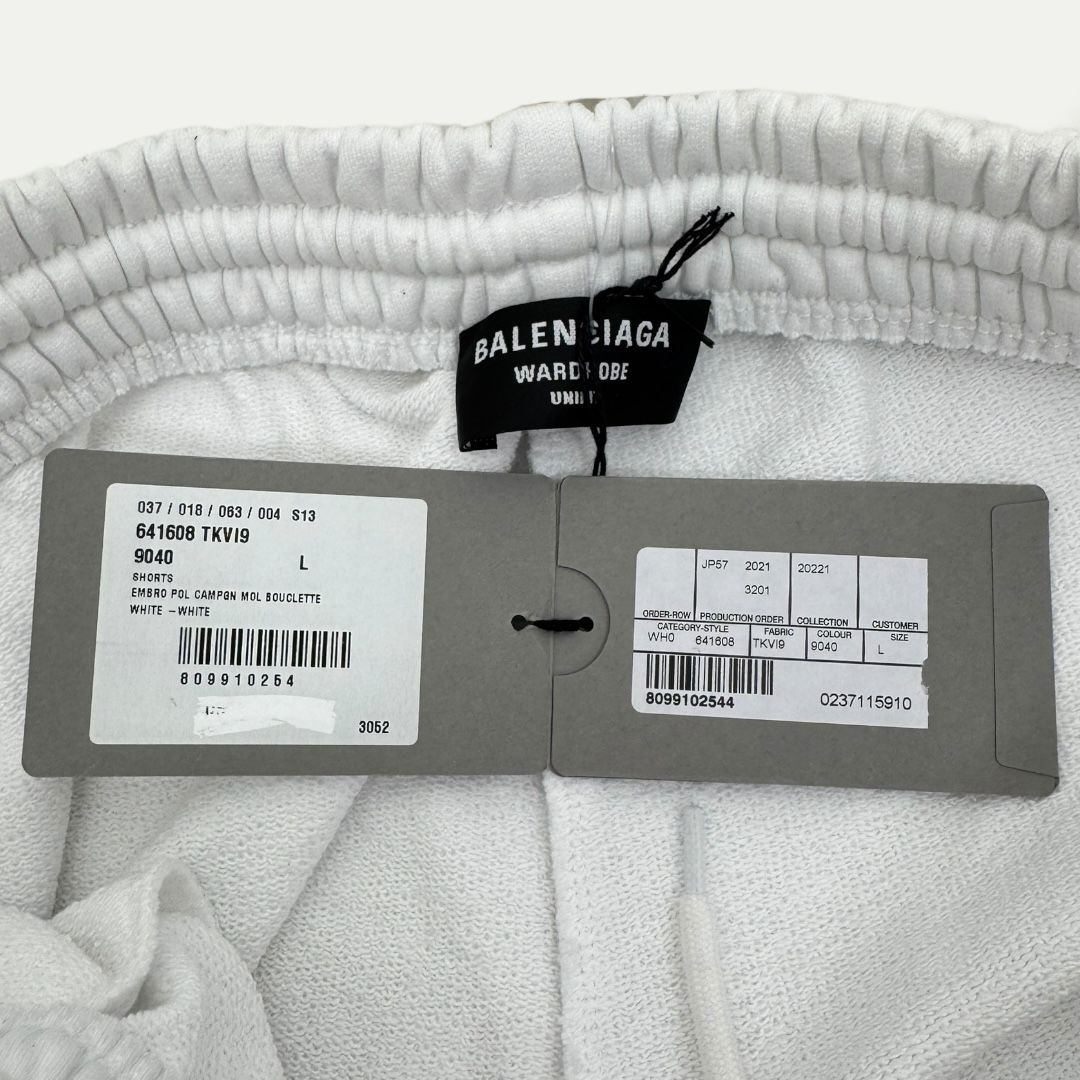 BALENCIAGA
WARDROBE
037 / 018 / 063 / 004 S13
641608 TKVI9
9040 L
SHORTS
EMBRO POL CAMPGN MOL BOUCLETTE
WHITE -WHITE
809910254
3052
JP57 2021 20221
3201
ORDER-ROW PRODUCTION ORDER COLLECTION CUSTOMER
CATEGORY-STYLE FABRIC COLOUR SIZE
WH0 641608 TKVI9 9040 L
8099102544 0237115910